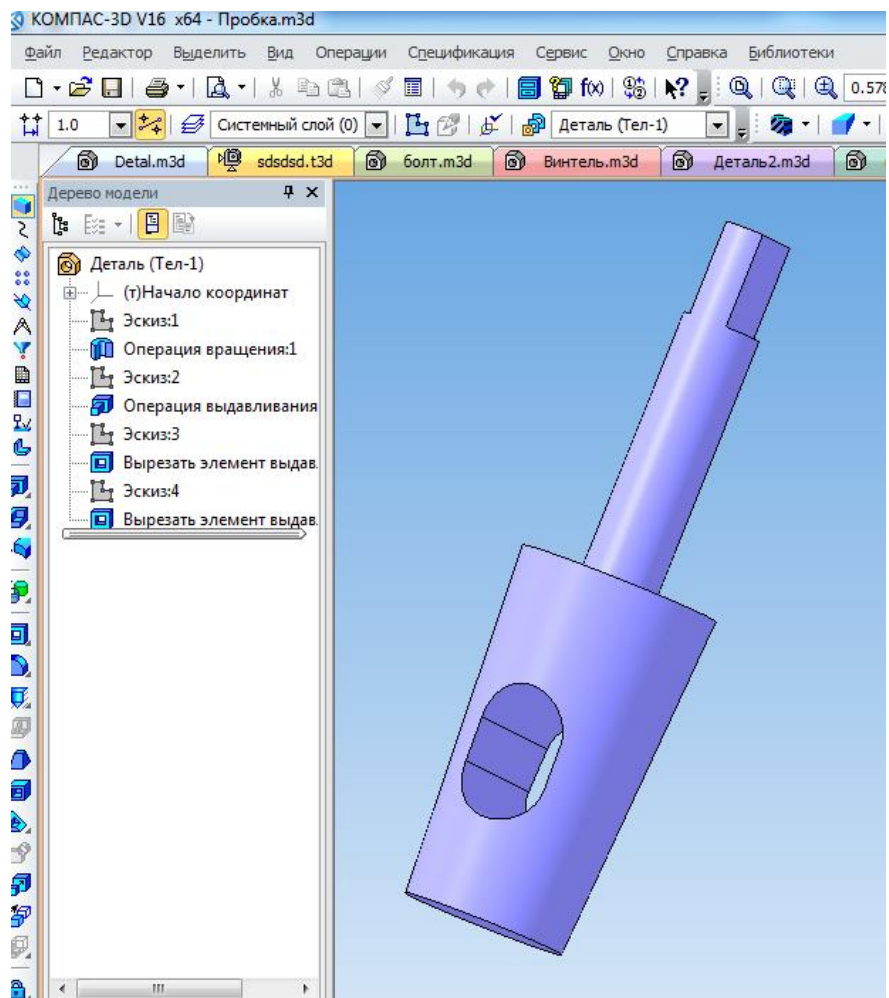 КОМПАС-3D V16 x64 - Пробка.m3d
Файл Редактор Выделить Вид Операции Спецификация Сервис Окно Справка Библиотеки
f(x) 0.578
1.0 Системный слой (0) Деталь (Тел-1)
Detal.m3d sdsdsd.t3d болт.m3d Винтель.m3d Деталь2.m3d
Дерево модели
Деталь (Тел-1)
(т)Начало координат
Эскиз:1
Операция вращения:1
Эскиз:2
Операция выдавливания
Эскиз:3
Вырезать элемент выдав.
Эскиз:4
Вырезать элемент выдав.